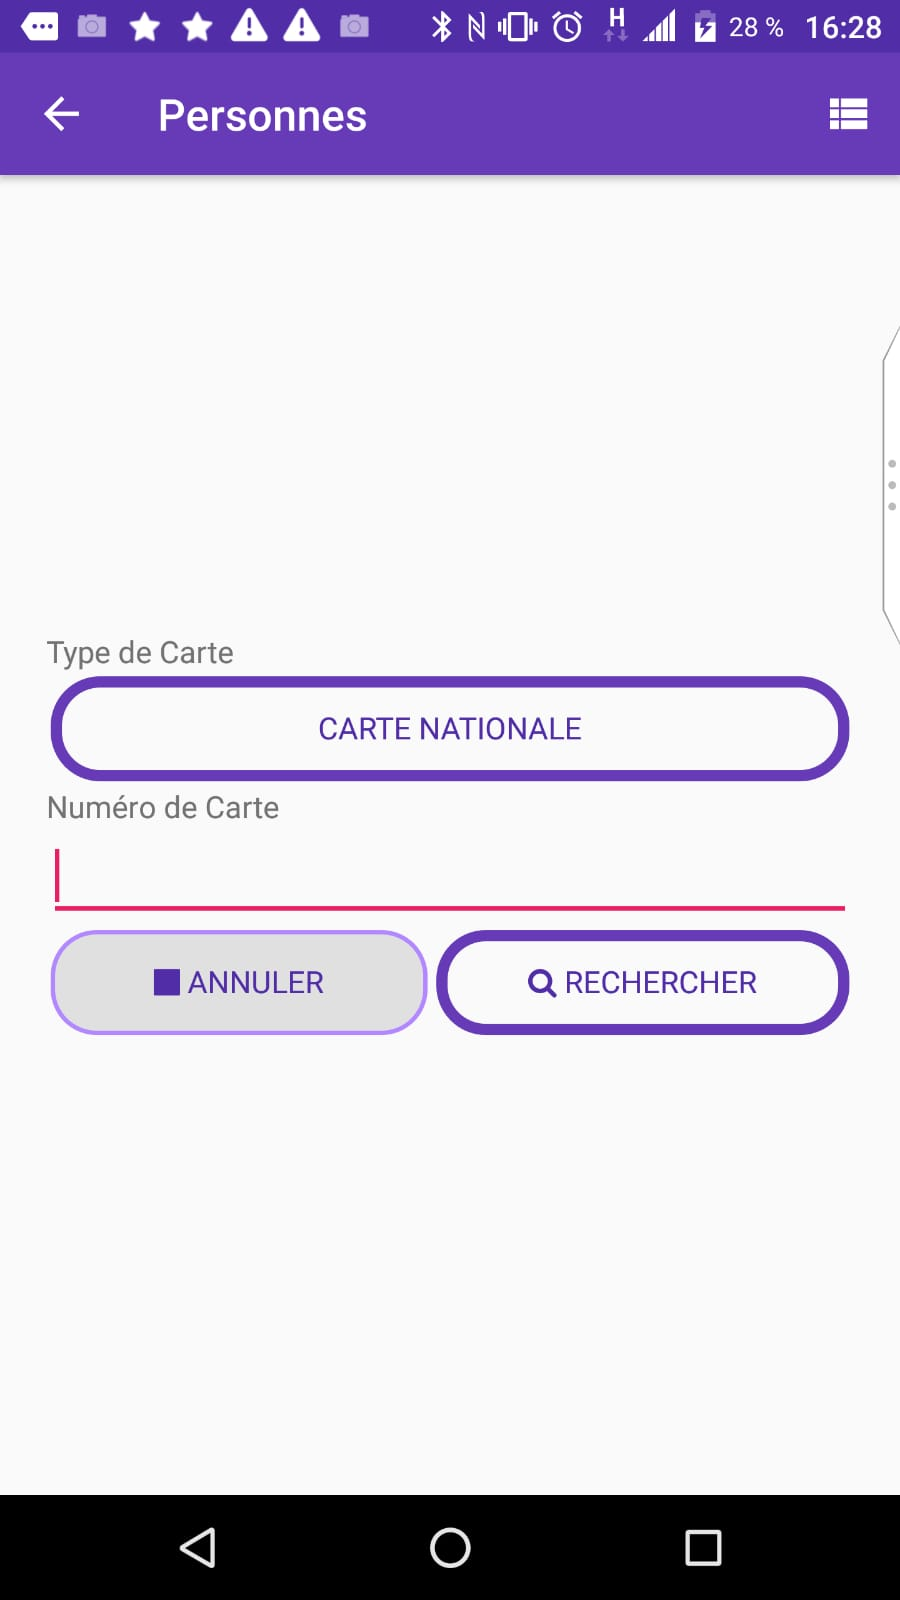 H 28 % 16:28
Personnes
Type de Carte
CARTE NATIONALE
Numéro de Carte
ANNULER RECHERCHER